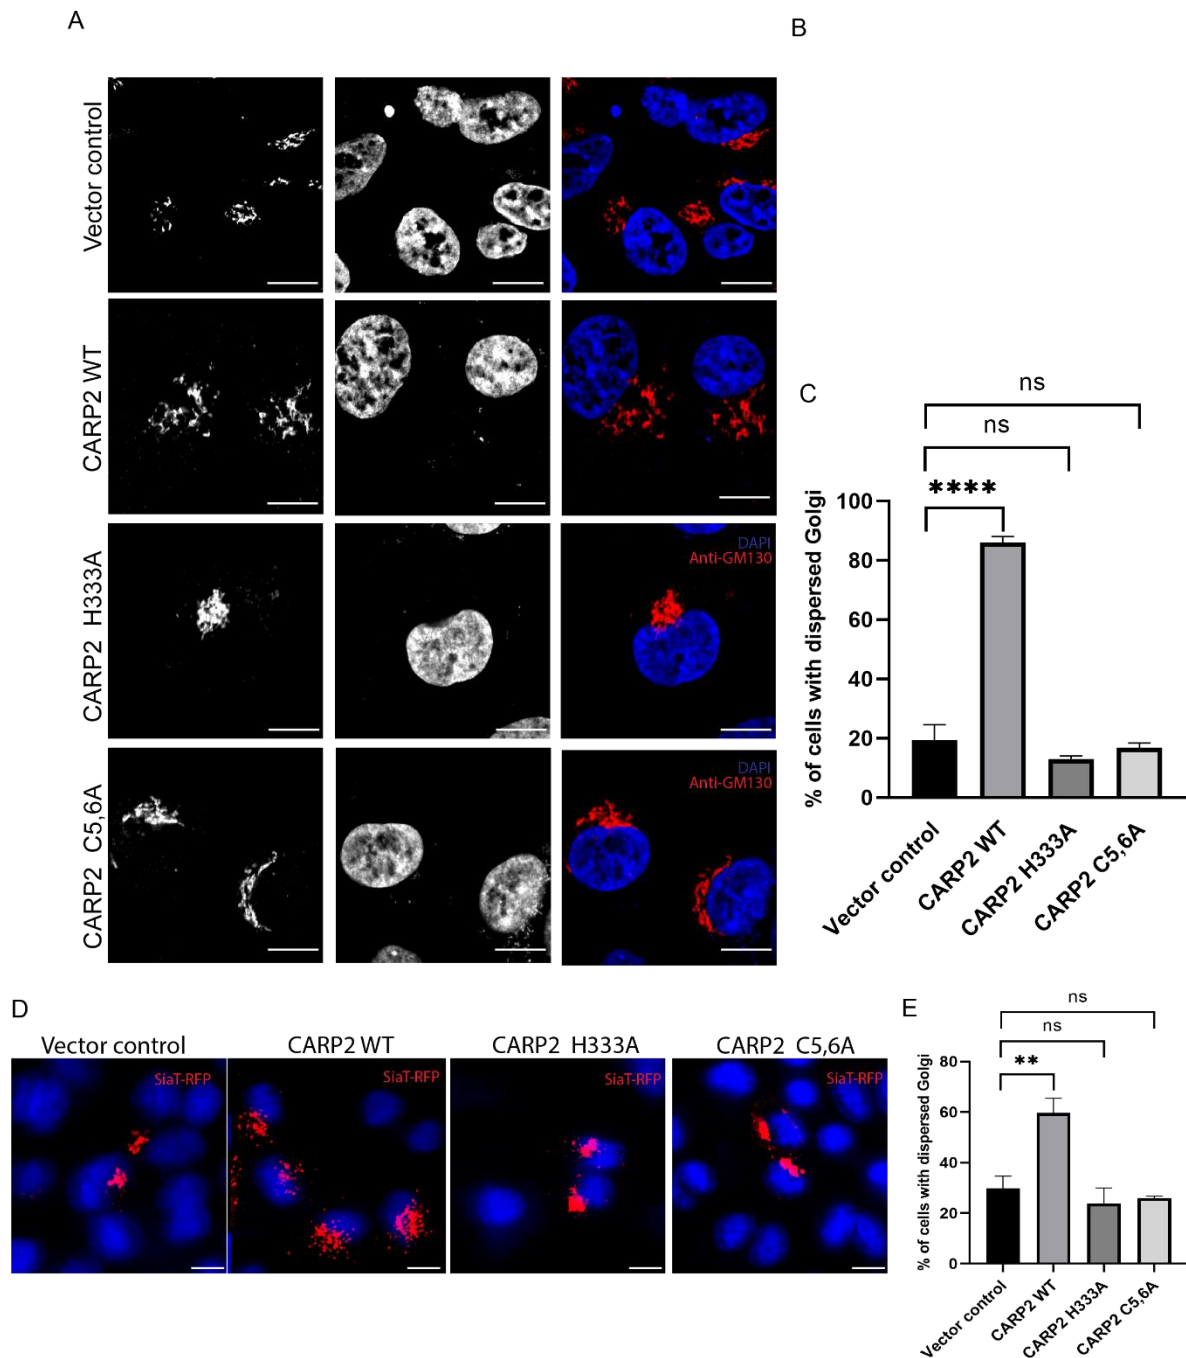 A
B
Vector control
CARP2 WT
CARP2 H333A
DAPI
Anti-GM130
CARP2 C5,6A
DAPI
Anti-GM130
C
ns
ns
****
% of cells with dispersed Golgi
100
80
60
40
20
0
Vector control
CARP2 WT
CARP2 H333A
CARP2 C5,6A
D
Vector control
CARP2 WT
CARP2 H333A
CARP2 C5,6A
SiaT-RFP
SiaT-RFP
SiaT-RFP
SiaT-RFP
E
ns
ns
**
% of cells with dispersed Golgi
80
60
40
20
0
Vector control
CARP2 WT
CARP2 H333A
CARP2 C5,6A